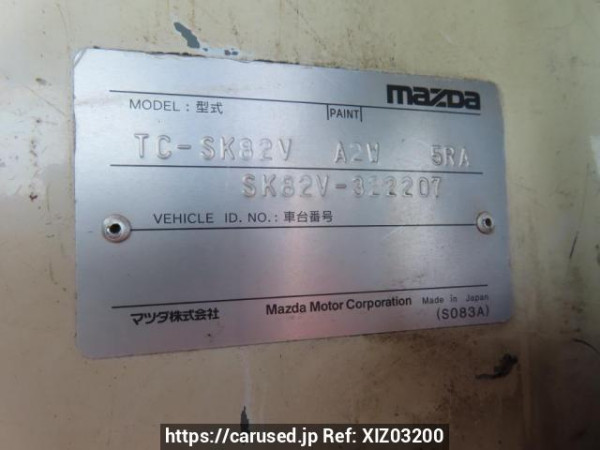 mazda
MODEL : 型式 PAINT
TC-SK82V A2W 5RA
SK82V-312207
VEHICLE ID. NO. : 車台番号
マツダ株式会社 Mazda Motor Corporation Made in Japan
(S083A)
https://carused.jp Ref: XIZ03200